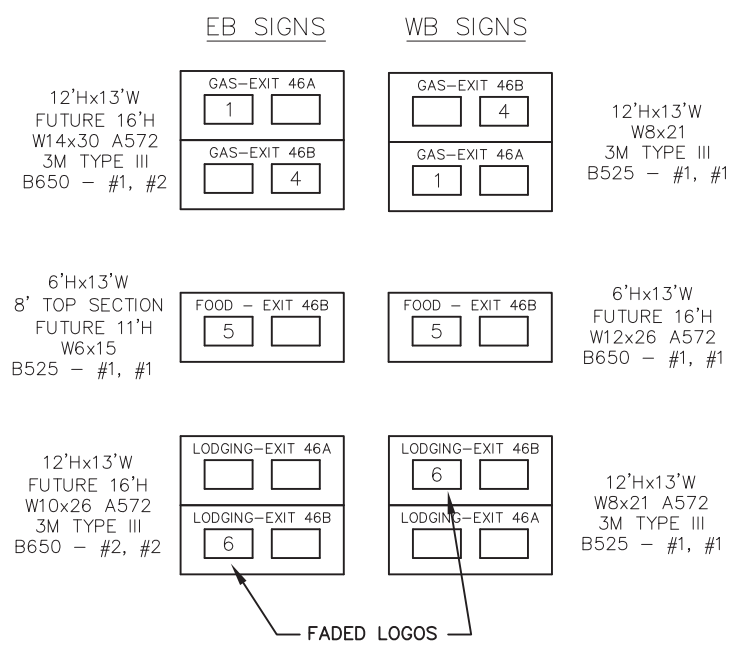 EB SIGNS
WB SIGNS
12'Hx13'W
FUTURE 16'H
W14x30 A572
3M TYPE III
B650 – #1, #2
GAS–EXIT 46A
1
GAS–EXIT 46B
4
GAS–EXIT 46B
4
GAS–EXIT 46A
1
12'Hx13'W
W8x21
3M TYPE III
B525 – #1, #1
6'Hx13'W
8' TOP SECTION
FUTURE 11'H
W6x15
B525 – #1, #1
FOOD – EXIT 46B
5
FOOD – EXIT 46B
5
6'Hx13'W
FUTURE 16'H
W12x26 A572
B650 – #1, #1
12'Hx13'W
FUTURE 16'H
W10x26 A572
3M TYPE III
B650 – #2, #2
LODGING–EXIT 46A
LODGING–EXIT 46B
6
LODGING–EXIT 46B
6
LODGING–EXIT 46A
12'Hx13'W
W8x21 A572
3M TYPE III
B525 – #1, #1
FADED LOGOS